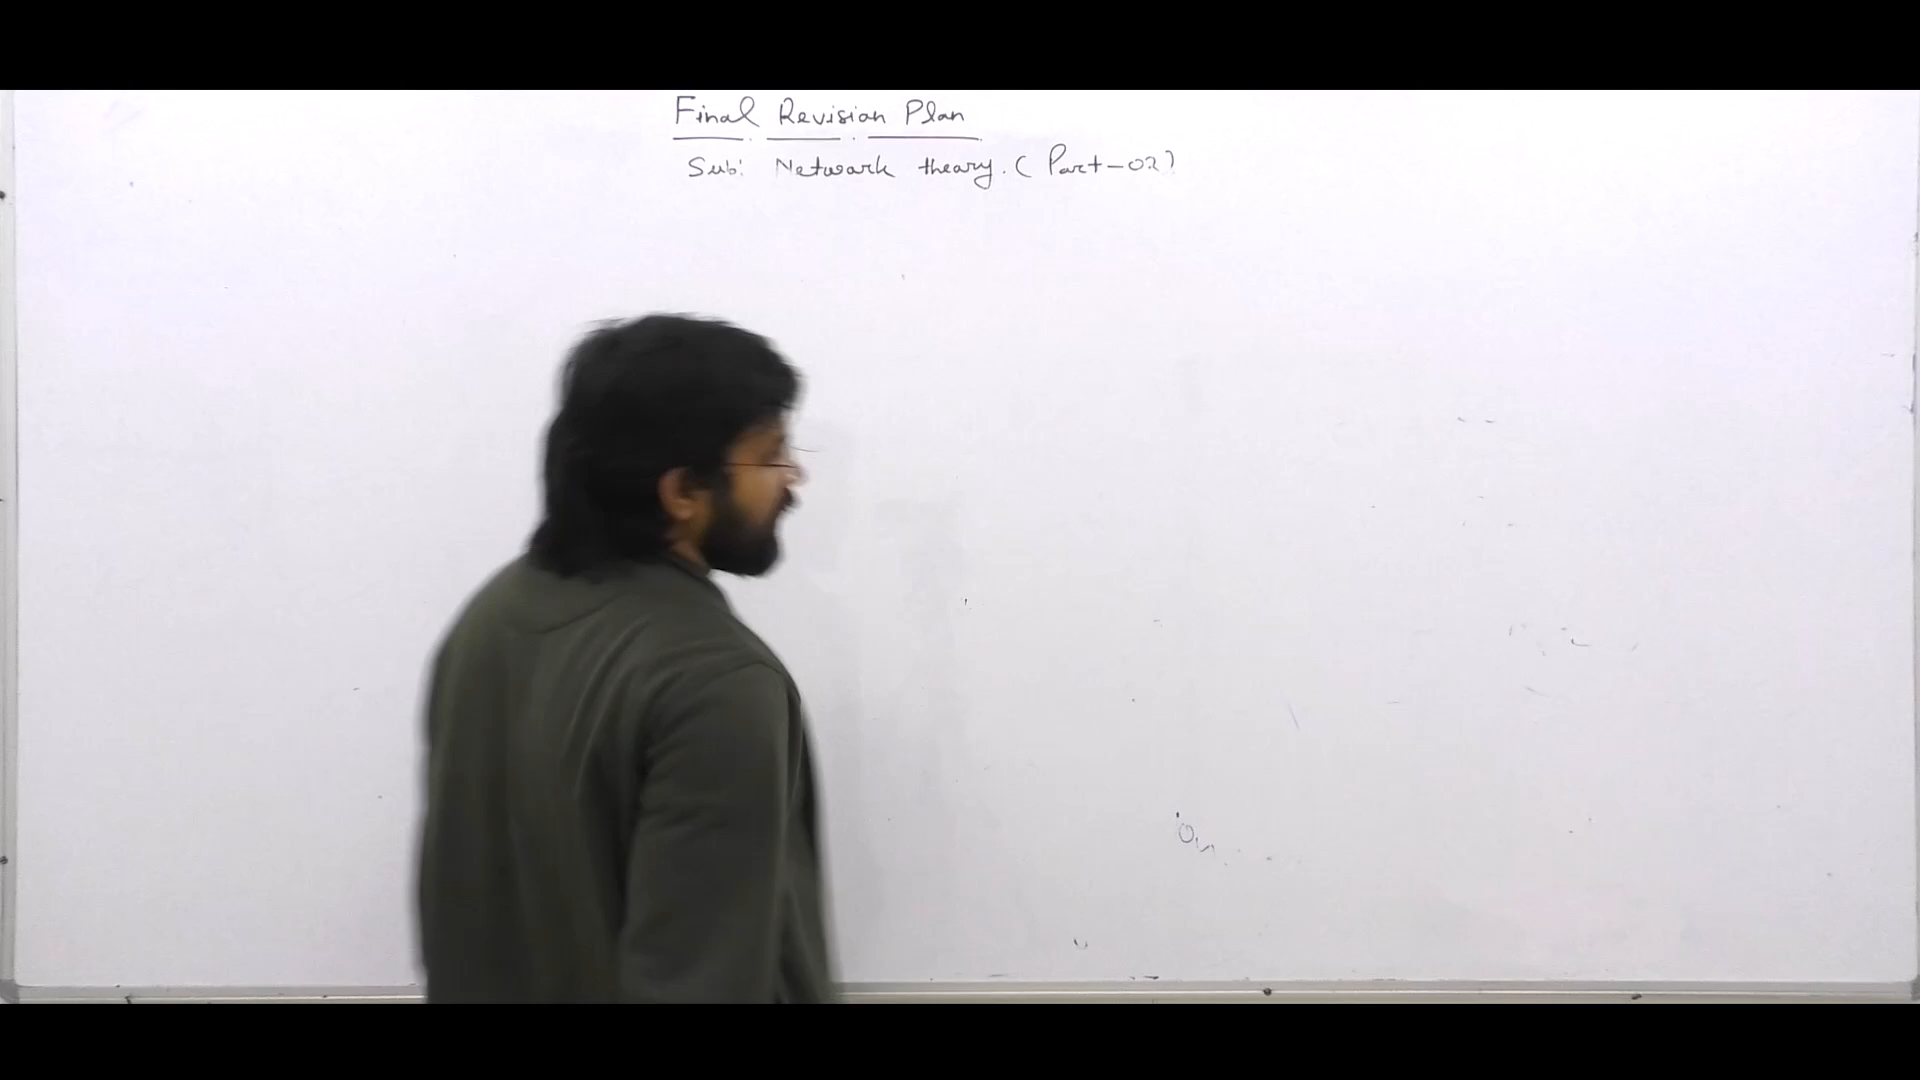 Final Revision Plan
Sub: Network theory. (Part-02)